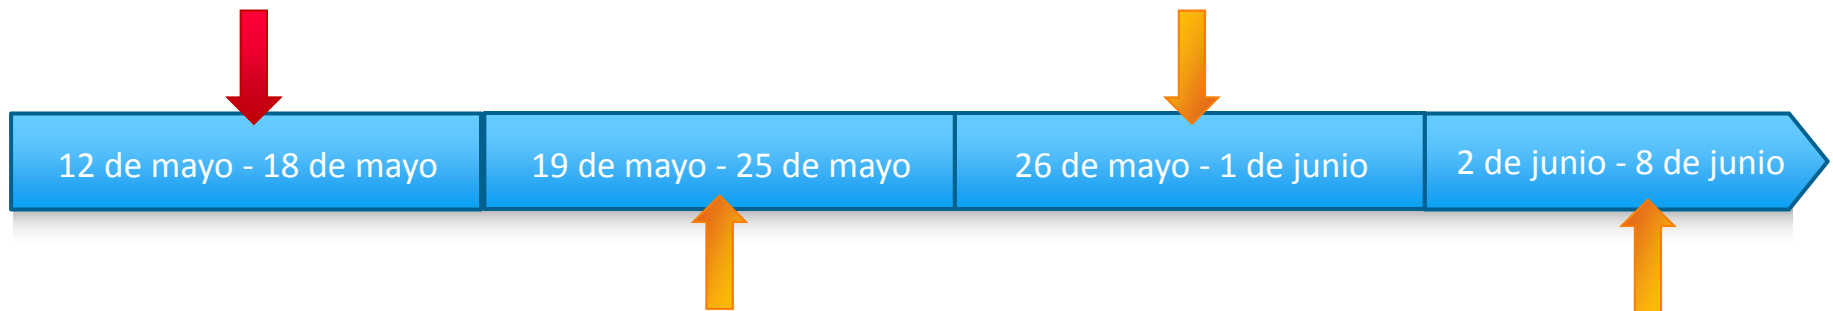 12 de mayo - 18 de mayo
19 de mayo - 25 de mayo
26 de mayo - 1 de junio
2 de junio - 8 de junio